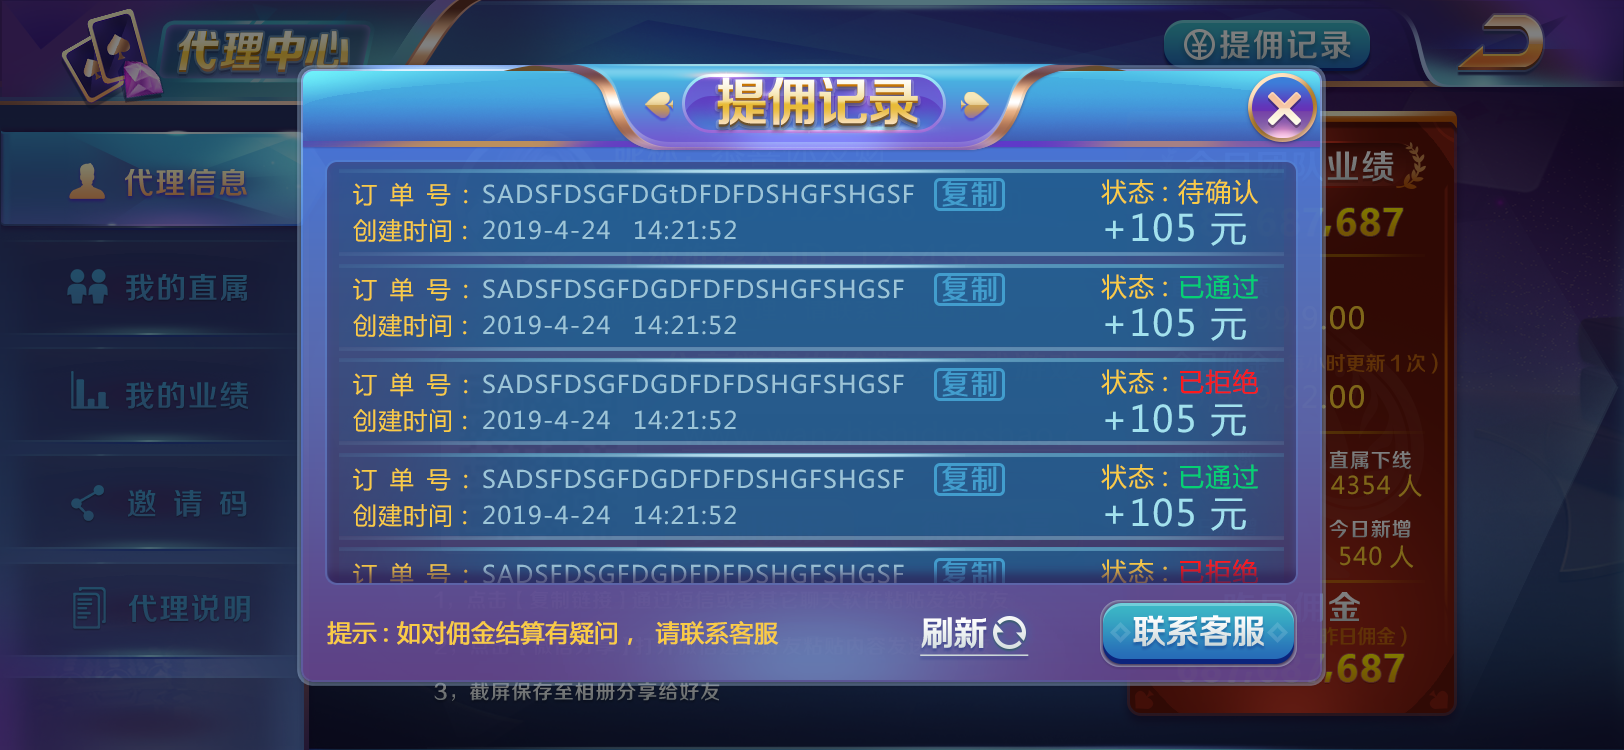 代理中心
提佣记录
提佣记录
代理信息
我的直属
我的业绩
邀请码
代理说明
订单号：SADSFDSGFDGtDFDFDSHGFSHGSF 复制 状态：待确认
创建时间：2019-4-24 14:21:52 +105 元
订单号：SADSFDSGFDGDFDFDSHGFSHGSF 复制 状态：已通过
创建时间：2019-4-24 14:21:52 +105 元
订单号：SADSFDSGFDGDFDFDSHGFSHGSF 复制 状态：已拒绝
创建时间：2019-4-24 14:21:52 +105 元
订单号：SADSFDSGFDGDFDFDSHGFSHGSF 复制 状态：已通过
创建时间：2019-4-24 14:21:52 +105 元
订单号：SADSFDSGFDGDFDFDSHGFSHGSF 复制 状态：已拒绝
提示：如对佣金结算有疑问， 请联系客服
刷新
联系客服
3，截屏保存至相册分享给好友
业绩
,687
.00
时更新1次）
.00
直属下线
4354 人
今日新增
540 人
金
昨日佣金）
,687